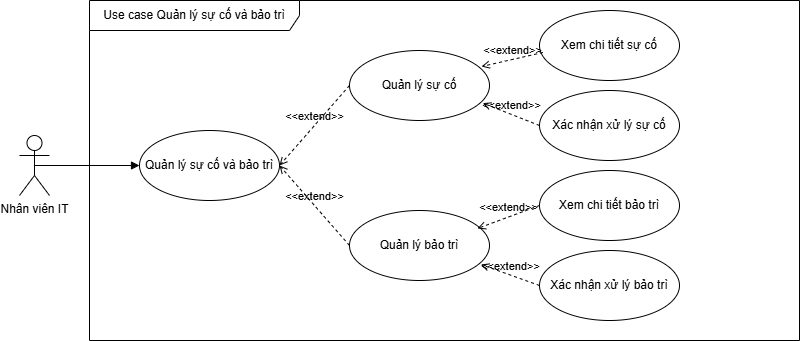 Use case Quản lý sự cố và bảo trì
Xem chi tiết sự cố
<<extend>>
Quản lý sự cố
<<extend>>
Xác nhận xử lý sự cố
<<extend>>
Quản lý sự cố và bảo trì
Nhân viên IT
<<extend>>
Xem chi tiết bảo trì
<<extend>>
Quản lý bảo trì
<<extend>>
Xác nhận xử lý bảo trì